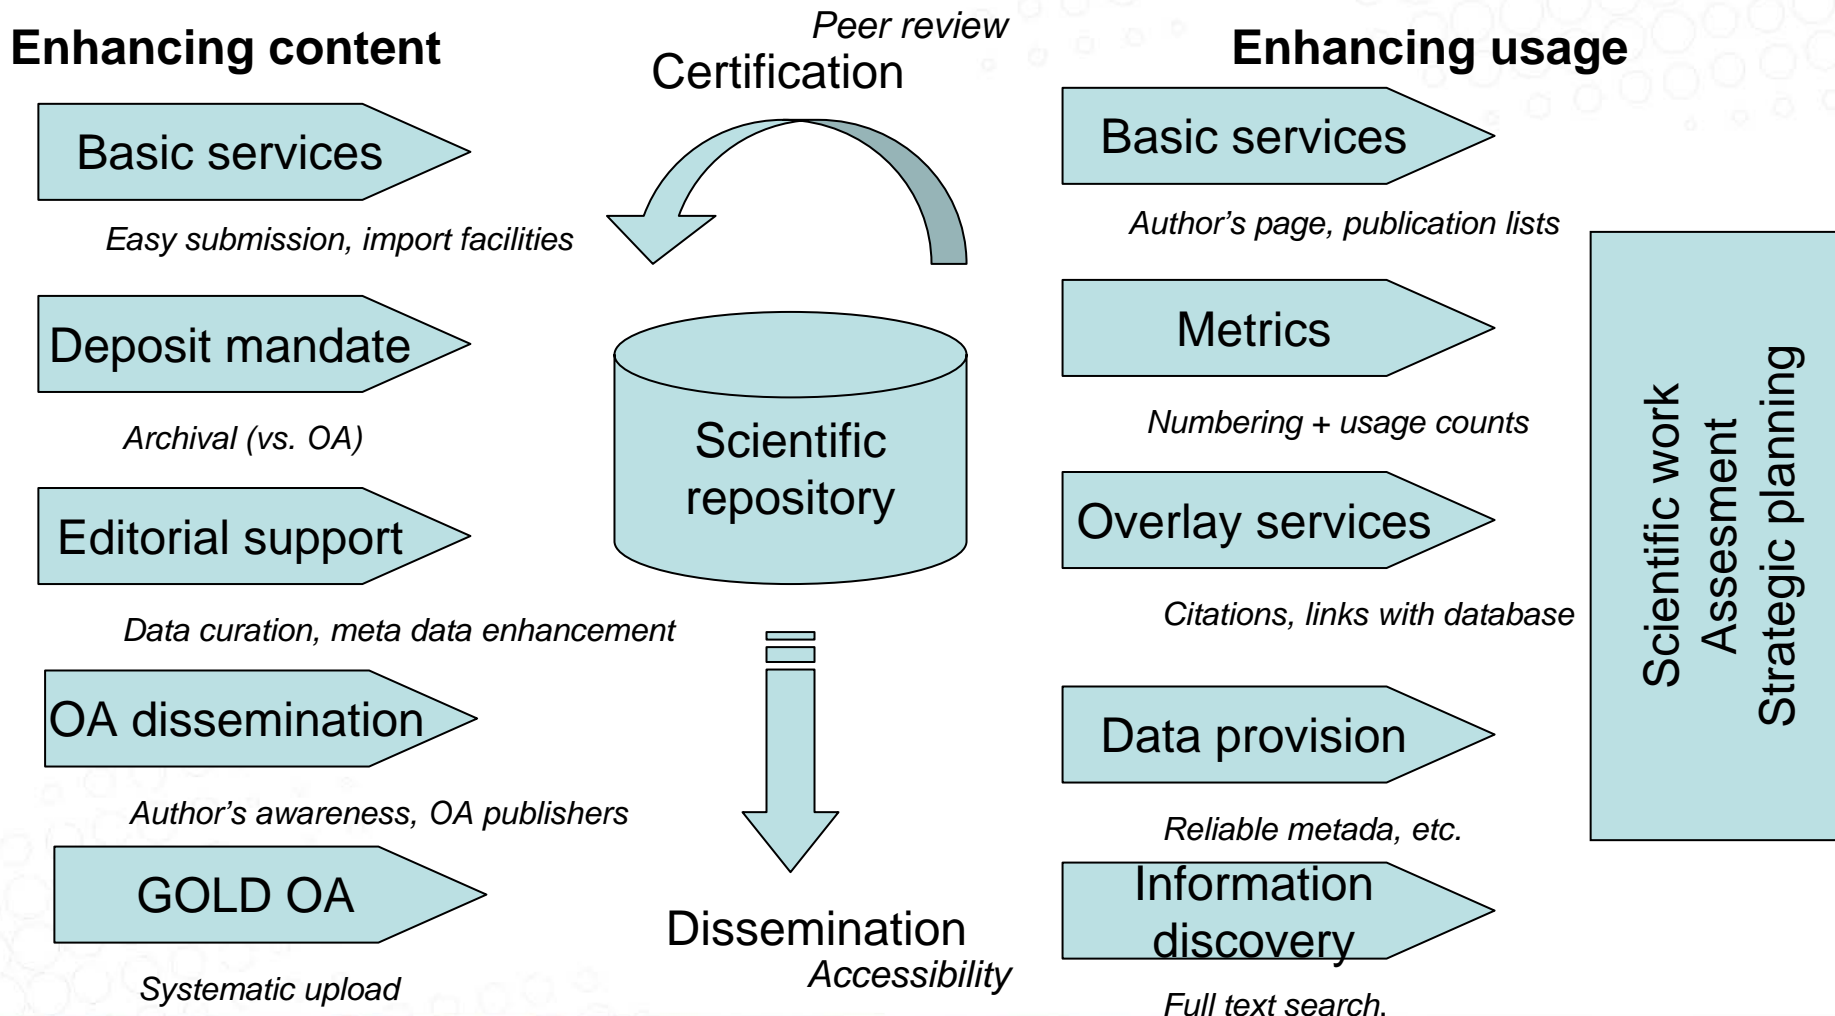 Enhancing content
Basic services
Easy submission, import facilities
Deposit mandate
Archival (vs. OA)
Editorial support
Data curation, meta data enhancement
OA dissemination
Author’s awareness, OA publishers
GOLD OA
Systematic upload
Peer review
Certification
Scientific
repository
Dissemination
Accessibility
Enhancing usage
Basic services
Author’s page, publication lists
Metrics
Numbering + usage counts
Overlay services
Citations, links with database
Data provision
Reliable metada, etc.
Information
discovery
Full text search.
Scientific work
Assessment
Strategic planning